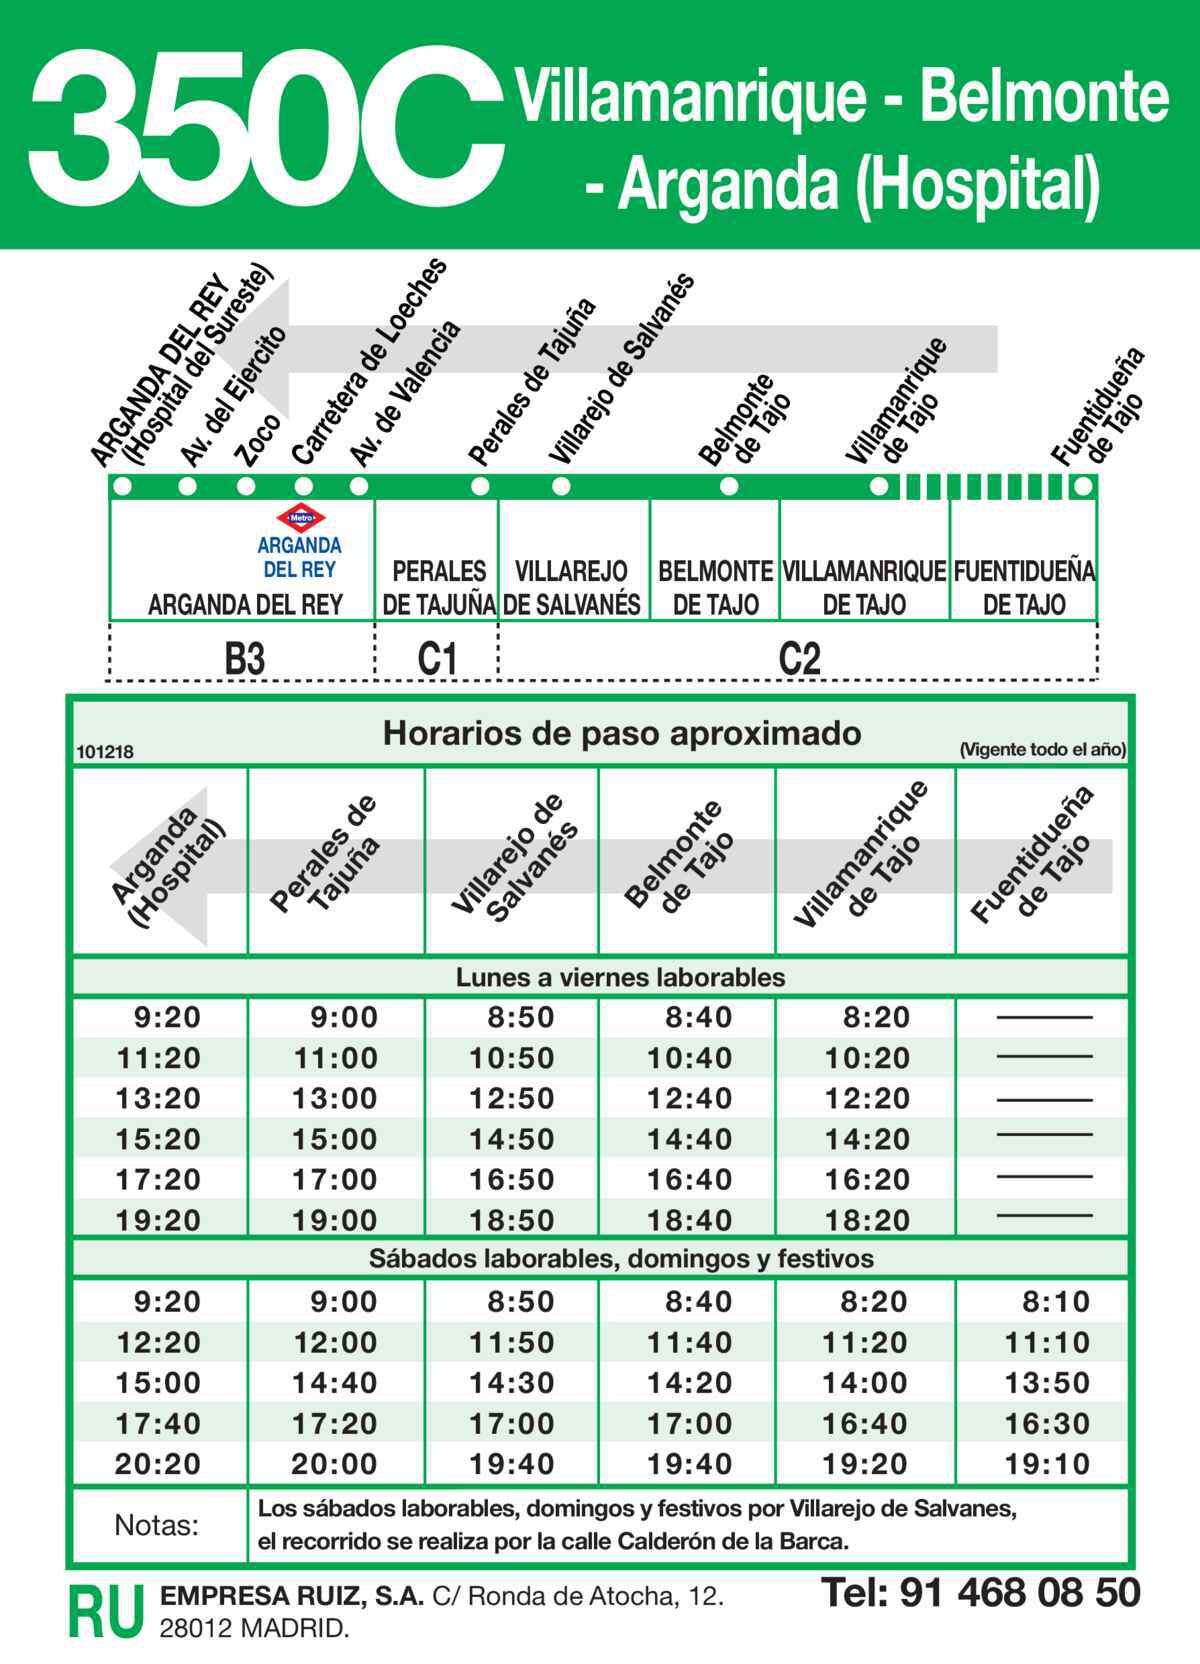 350C
Villamanrique - Belmonte
- Arganda (Hospital)
ARGANDA DEL REY
(Hospital del Sureste)
Av. del Ejercito
Zoco
Carretera de Loeches
Av. de Valencia
Perales de Tajuña
Villarejo de Salvanés
Belmonte
de Tajo
Villamanrique
de Tajo
Fuentidueña
de Tajo
Metro
ARGANDA
DEL REY
ARGANDA DEL REY
PERALES
DE TAJUÑA
VILLAREJO
DE SALVANÉS
BELMONTE
DE TAJO
VILLAMANRIQUE
DE TAJO
FUENTIDUEÑA
DE TAJO
B3 C1 C2
101218
Horarios de paso aproximado
(Vigente todo el año)
Arganda
(Hospital)
Perales de
Tajuña
Villarejo de
Salvanés
Belmonte
de Tajo
Villamanrique
de Tajo
Fuentidueña
de Tajo
Lunes a viernes laborables
9:20 9:00 8:50 8:40 8:20
11:20 11:00 10:50 10:40 10:20
13:20 13:00 12:50 12:40 12:20
15:20 15:00 14:50 14:40 14:20
17:20 17:00 16:50 16:40 16:20
19:20 19:00 18:50 18:40 18:20
Sábados laborables, domingos y festivos
9:20 9:00 8:50 8:40 8:20 8:10
12:20 12:00 11:50 11:40 11:20 11:10
15:00 14:40 14:30 14:20 14:00 13:50
17:40 17:20 17:00 17:00 16:40 16:30
20:20 20:00 19:40 19:40 19:20 19:10
Notas:
Los sábados laborables, domingos y festivos por Villarejo de Salvanes,
el recorrido se realiza por la calle Calderón de la Barca.
RU
EMPRESA RUIZ, S.A. C/ Ronda de Atocha, 12.
28012 MADRID.
Tel: 91 468 08 50